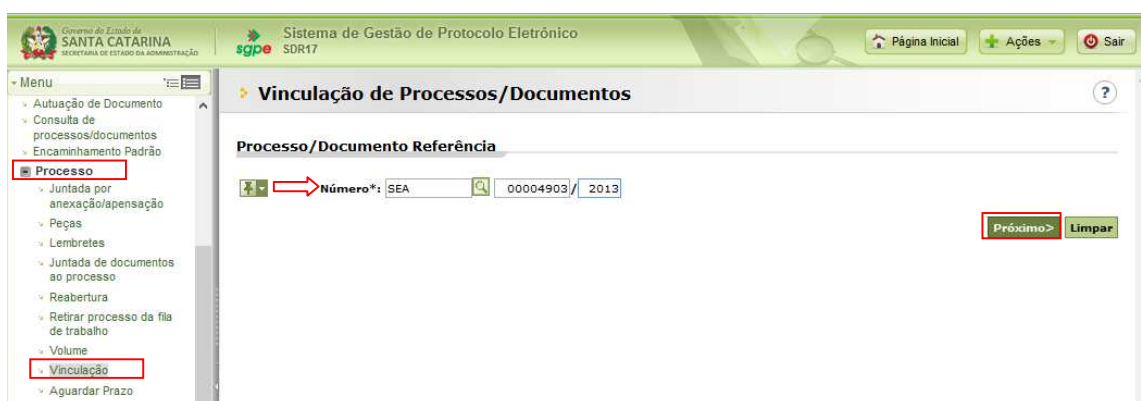 Governo do Estado de
SANTA CATARINA
SECRETARIA DE ESTADO DA ADMINISTRAÇÃO
sgpe
Sistema de Gestão de Protocolo Eletrônico
SDR17
Página Inicial
Ações
Sair
Menu
Autuação de Documento
Consulta de
processos/documentos
Encaminhamento Padrão
Processo
Juntada por
anexação/apensação
Peças
Lembretes
Juntada de documentos
ao processo
Reabertura
Retirar processo da fila
de trabalho
Volume
Vinculação
Aguardar Prazo
Vinculação de Processos/Documentos
?
Processo/Documento Referência
Número*: SEA 00004903/ 2013
Próximo> Limpar